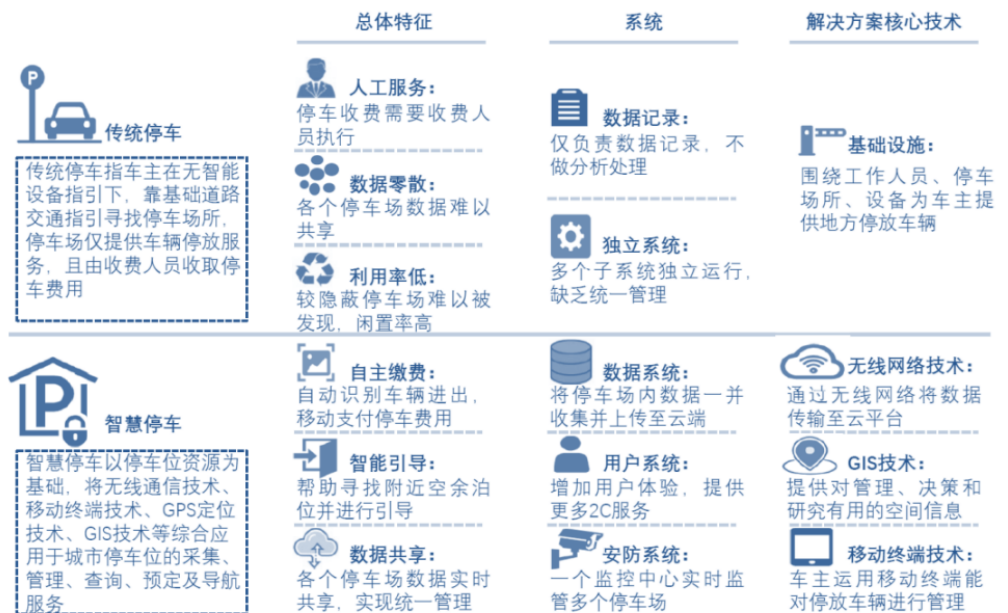 总体特征
系统
解决方案核心技术
P
传统停车
传统停车指车主在无智能
设备指引下，靠基础道路
交通指引寻找停车场所，
停车场仅提供车辆停放服
务，且由收费人员收取停
车费用
人工服务：
停车收费需要收费人
员执行
数据零散：
各个停车场数据难以
共享
利用率低：
较隐蔽停车场难以被
发现，闲置率高
数据记录：
仅负责数据记录，不
做分析处理
独立系统：
多个子系统独立运行，
缺乏统一管理
基础设施：
围绕工作人员、停车
场所、设备为车主提
供地方停放车辆
P
智慧停车
智慧停车以停车位资源为
基础，将无线通信技术、
移动终端技术、GPS定位
技术、GIS技术等综合应
用于城市停车位的采集、
管理、查询、预定及导航
服务
自主缴费：
自动识别车辆进出，
移动支付停车费用
智能引导：
帮助寻找附近空余泊
位并进行引导
数据共享：
各个停车场数据实时
共享，实现统一管理
数据系统：
将停车场内数据一并
收集并上传至云端
用户系统：
增加用户体验，提供
更多2C服务
安防系统：
一个监控中心实时监
管多个停车场
无线网络技术：
通过无线网络将数据
传输至云平台
GIS技术：
提供对管理、决策和
研究有用的空间信息
移动终端技术：
车主运用移动终端能
对停放车辆进行管理